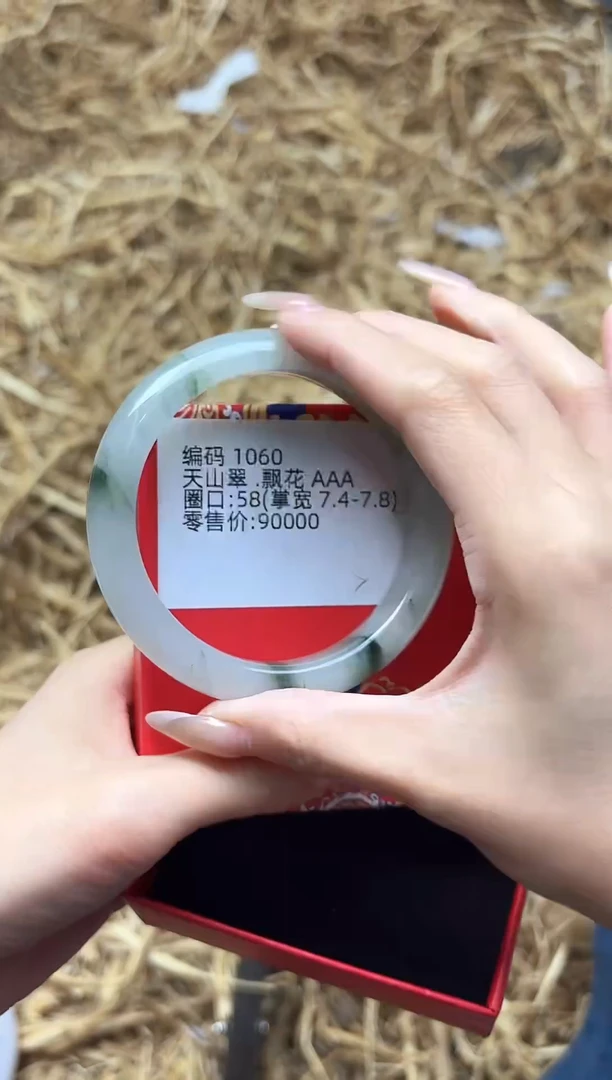 编码 1060
天山翠 .飘花 AAA
圈口:58(掌宽 7.4-7.8)
零售价:90000